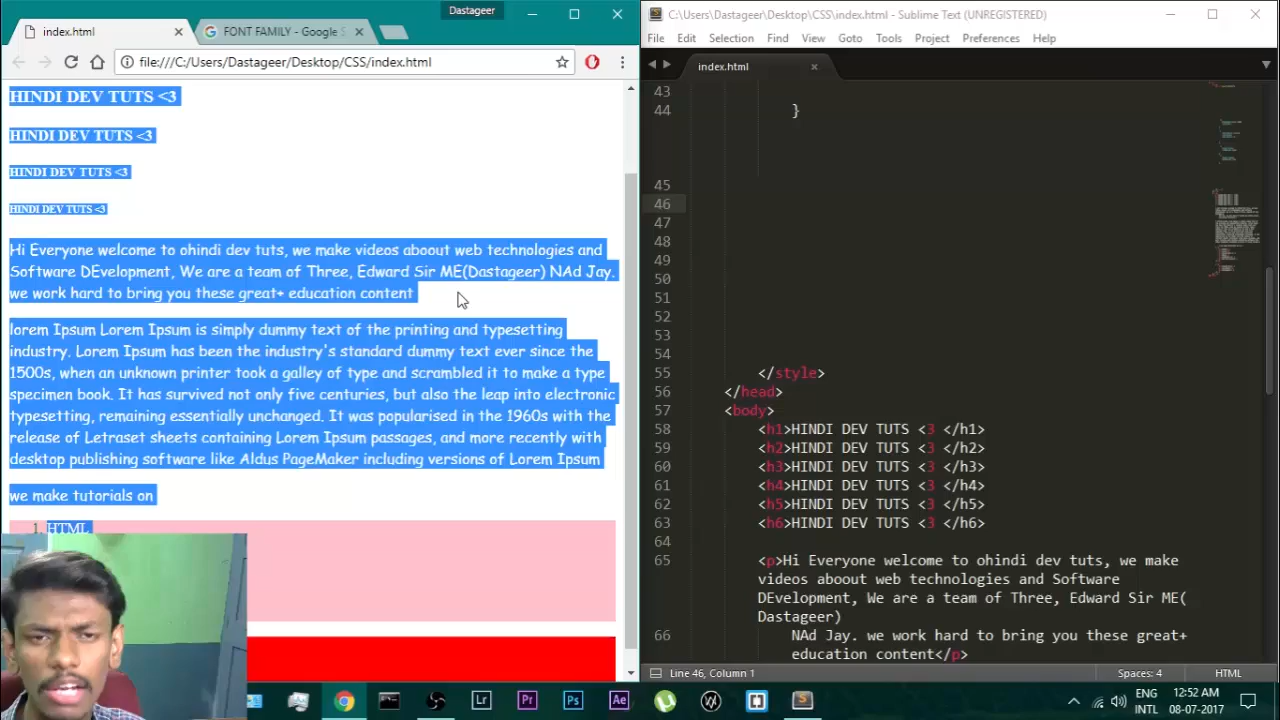 Dastageer
index.html
FONT FAMILY - Google S
file:///C:/Users/Dastageer/Desktop/CSS/index.html
HINDI DEV TUTS <3
HINDI DEV TUTS <3
HINDI DEV TUTS <3
HINDI DEV TUTS <3
Hi Everyone welcome to ohindi dev tuts, we make videos aboout web technologies and
Software DEvelopment, We are a team of Three, Edward Sir ME(Dastageer) NAd Jay.
we work hard to bring you these great+ education content
lorem Ipsum Lorem Ipsum is simply dummy text of the printing and typesetting
industry. Lorem Ipsum has been the industry's standard dummy text ever since the
1500s, when an unknown printer took a galley of type and scrambled it to make a type
specimen book. It has survived not only five centuries, but also the leap into electronic
typesetting, remaining essentially unchanged. It was popularised in the 1960s with the
release of Letraset sheets containing Lorem Ipsum passages, and more recently with
desktop publishing software like Aldus PageMaker including versions of Lorem Ipsum
we make tutorials on
1. HTML
C:\Users\Dastageer\Desktop\CSS\index.html - Sublime Text (UNREGISTERED)
File Edit Selection Find View Goto Tools Project Preferences Help
index.html
43
44 }
45
46
47
48
49
50
51
52
53
54
55 </style>
56 </head>
57 <body>
58 <h1>HINDI DEV TUTS <3 </h1>
59 <h2>HINDI DEV TUTS <3 </h2>
60 <h3>HINDI DEV TUTS <3 </h3>
61 <h4>HINDI DEV TUTS <3 </h4>
62 <h5>HINDI DEV TUTS <3 </h5>
63 <h6>HINDI DEV TUTS <3 </h6>
64
65 <p>Hi Everyone welcome to ohindi dev tuts, we make
videos aboout web technologies and Software
DEvelopment, We are a team of Three, Edward Sir ME(
Dastageer)
66 NAd Jay. we work hard to bring you these great+
education content</p>
Line 46, Column 1 Spaces: 4 HTML
Lr Pr Ps Ae
ENG 12:52 AM
INTL 08-07-2017